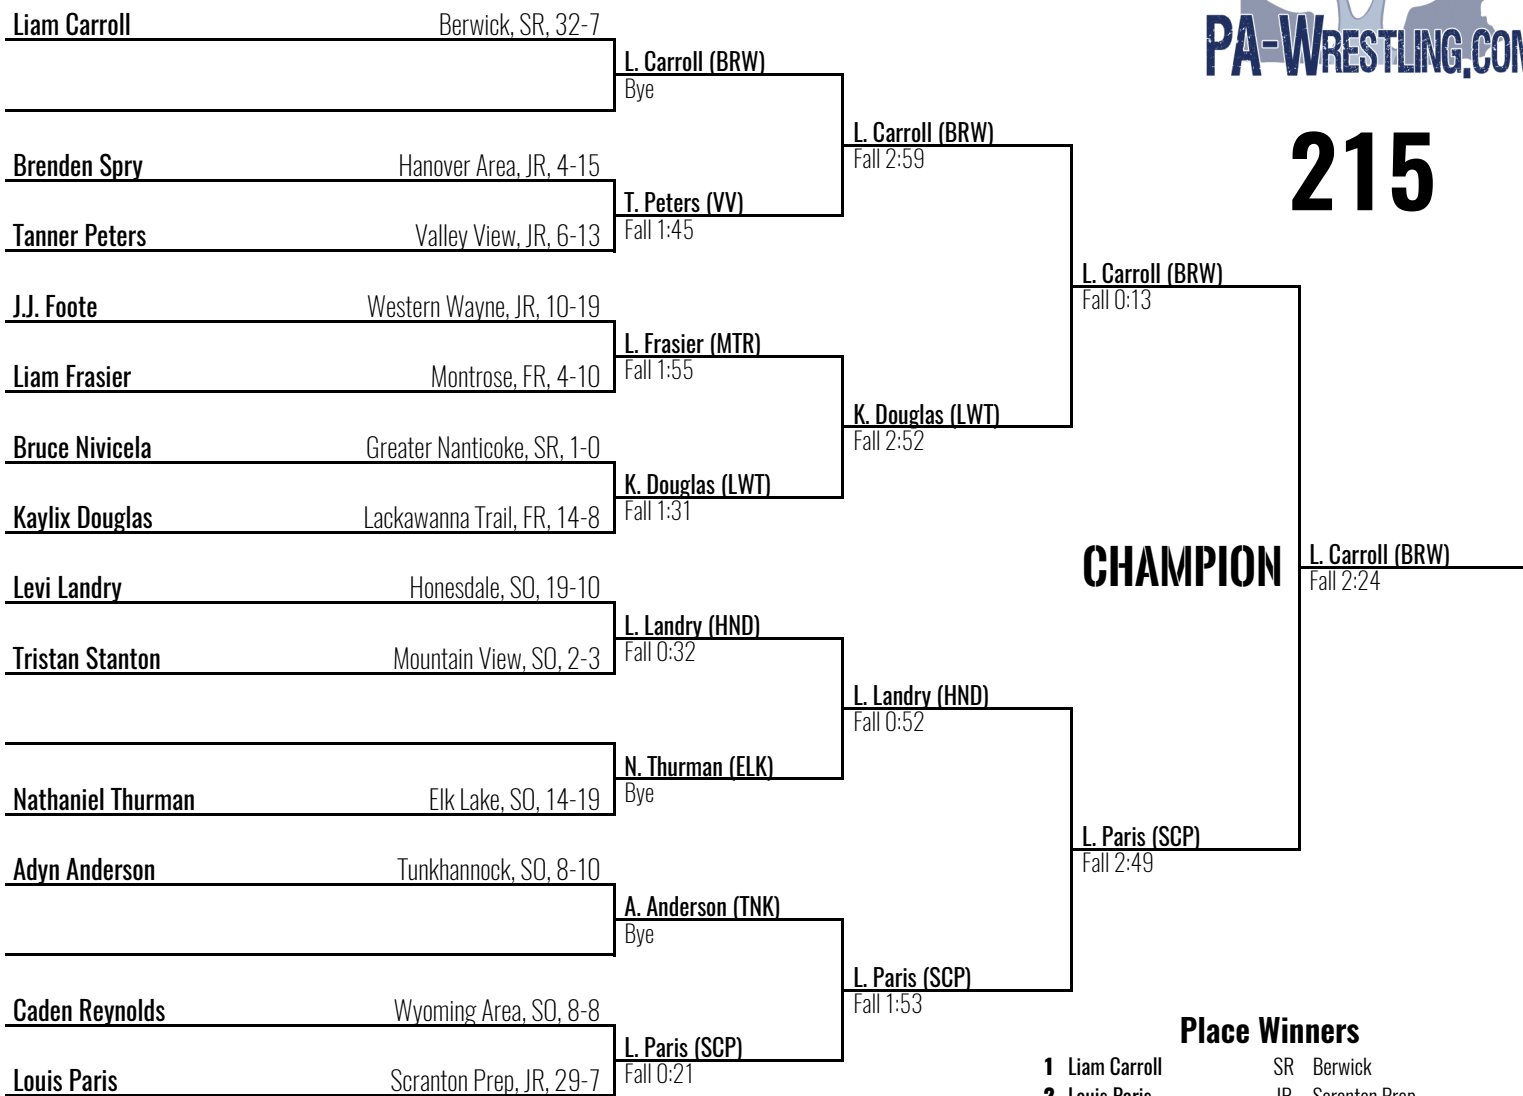 Liam Carroll Berwick, SR, 32-7
L. Carroll (BRW)
Bye
Brenden Spry Hanover Area, JR, 4-15
T. Peters (VV)
Fall 1:45
Tanner Peters Valley View, JR, 6-13
L. Carroll (BRW)
Fall 2:59
J.J. Foote Western Wayne, JR, 10-19
L. Frasier (MTR)
Fall 1:55
Liam Frasier Montrose, FR, 4-10
Bruce Nivicela Greater Nanticoke, SR, 1-0
K. Douglas (LWT)
Fall 1:31
Kaylix Douglas Lackawanna Trail, FR, 14-8
K. Douglas (LWT)
Fall 2:52
L. Carroll (BRW)
Fall 0:13
Levi Landry Honesdale, SO, 19-10
L. Landry (HND)
Fall 0:32
Tristan Stanton Mountain View, SO, 2-3
N. Thurman (ELK)
Bye
Nathaniel Thurman Elk Lake, SO, 14-19
L. Landry (HND)
Fall 0:52
Adyn Anderson Tunkhannock, SO, 8-10
A. Anderson (TNK)
Bye
Caden Reynolds Wyoming Area, SO, 8-8
L. Paris (SCP)
Fall 0:21
Louis Paris Scranton Prep, JR, 29-7
L. Paris (SCP)
Fall 1:53
L. Paris (SCP)
Fall 2:49
PA-WRESTLING.COM
215
CHAMPION
L. Carroll (BRW)
Fall 2:24
Place Winners
1 Liam Carroll SR Berwick
2 Louis Paris JR Scranton Prep